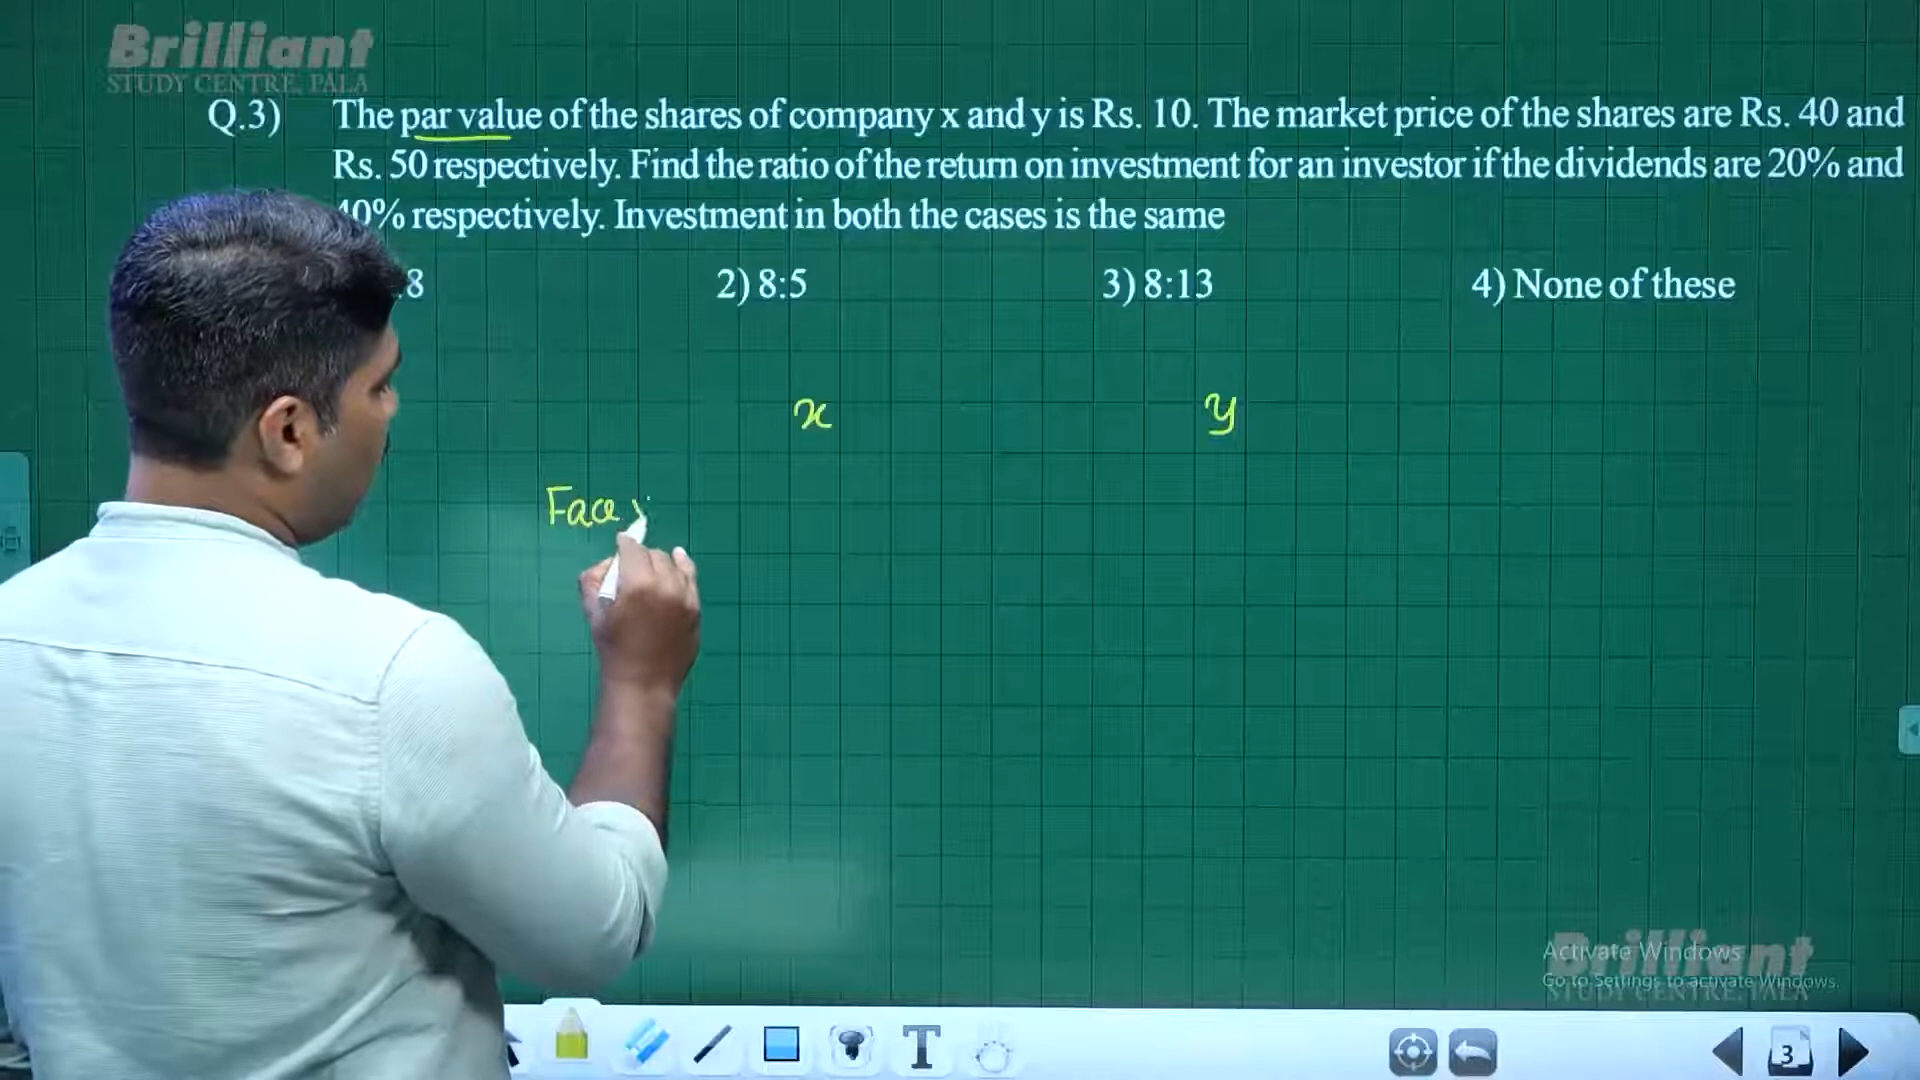 Brilliant
STUDY CENTRE, PALA
Q.3) The par value of the shares of company x and y is Rs. 10. The market price of the shares are Rs. 40 and
Rs. 50 respectively. Find the ratio of the return on investment for an investor if the dividends are 20% and
40% respectively. Investment in both the cases is the same
:8 2) 8:5 3) 8:13 4) None of these
x y
Face
Activate Windows
Go to Settings to activate Windows.
Brilliant
STUDY CENTRE, PALA
T
3